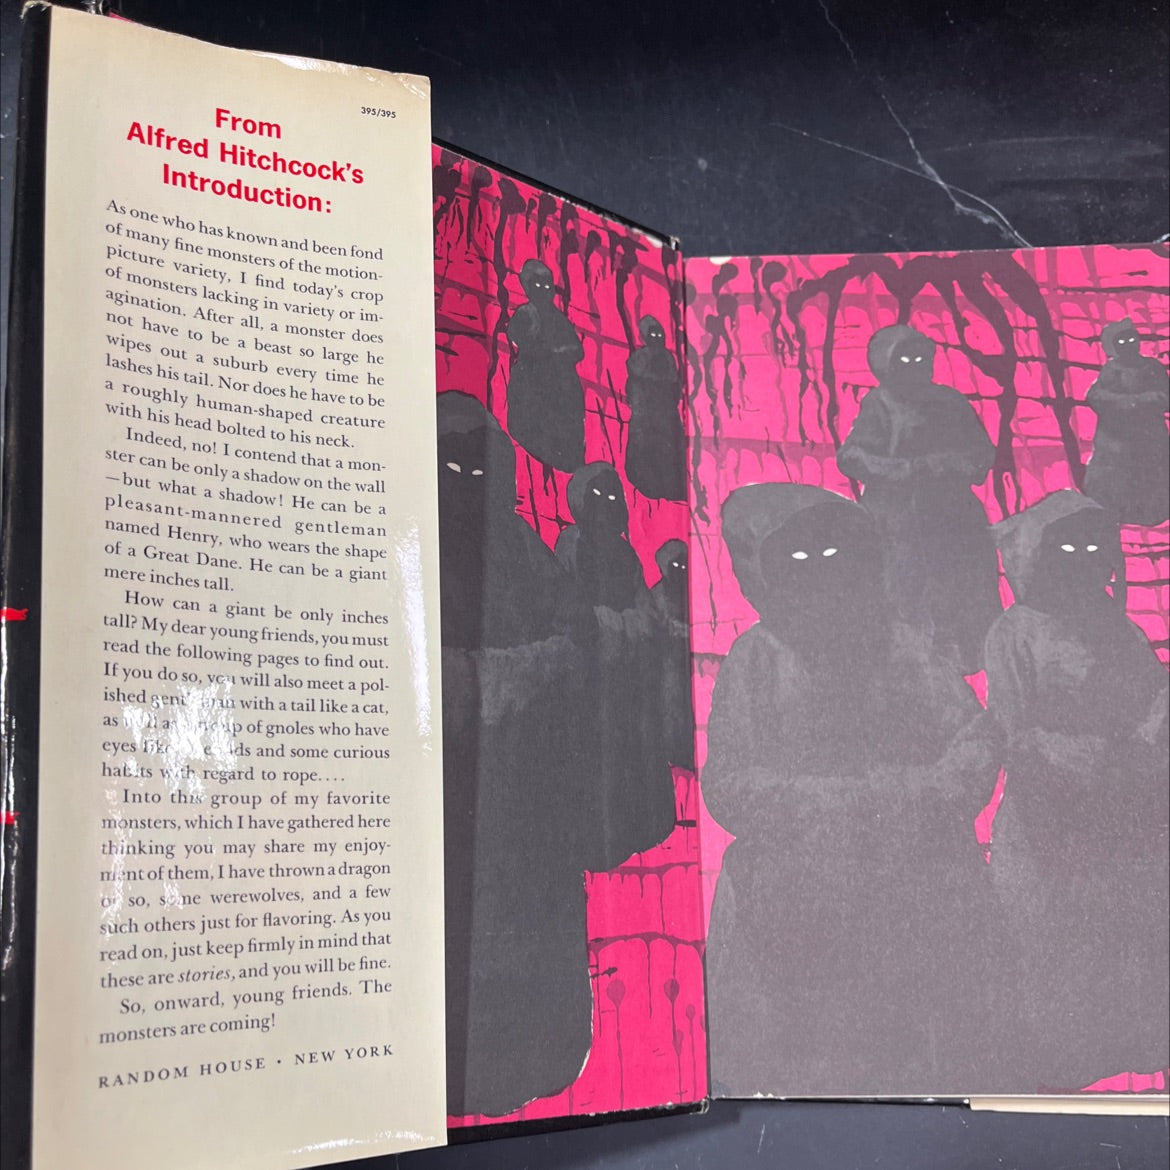 395/395
From
Alfred Hitchcock's
Introduction:
As one who has known and been fond
of many fine monsters of the motion-
picture variety, I find today's crop
of monsters lacking in variety or im-
agination. After all, a monster does
not have to be a beast so large he
wipes out a suburb every time he
lashes his tail. Nor does he have to be
a roughly human-shaped creature
with his head bolted to his neck.
Indeed, no! I contend that a mon-
ster can be only a shadow on the wall
—but what a shadow! He can be a
pleasant-mannered gentleman
named Henry, who wears the shape
of a Great Dane. He can be a giant
mere inches tall.
How can a giant be only inches
tall? My dear young friends, you must
read the following pages to find out.
If you do so, you will also meet a pol-
ished gentleman with a tail like a cat,
as well as a group of gnoles who have
eyes like and some curious
habits with regard to rope....
Into this group of my favorite
monsters, which I have gathered here
thinking you may share my enjoy-
ment of them, I have thrown a dragon
or so, some werewolves, and a few
such others just for flavoring. As you
read on, just keep firmly in mind that
these are stories, and you will be fine.
So, onward, young friends. The
monsters are coming!
RANDOM HOUSE · NEW YORK